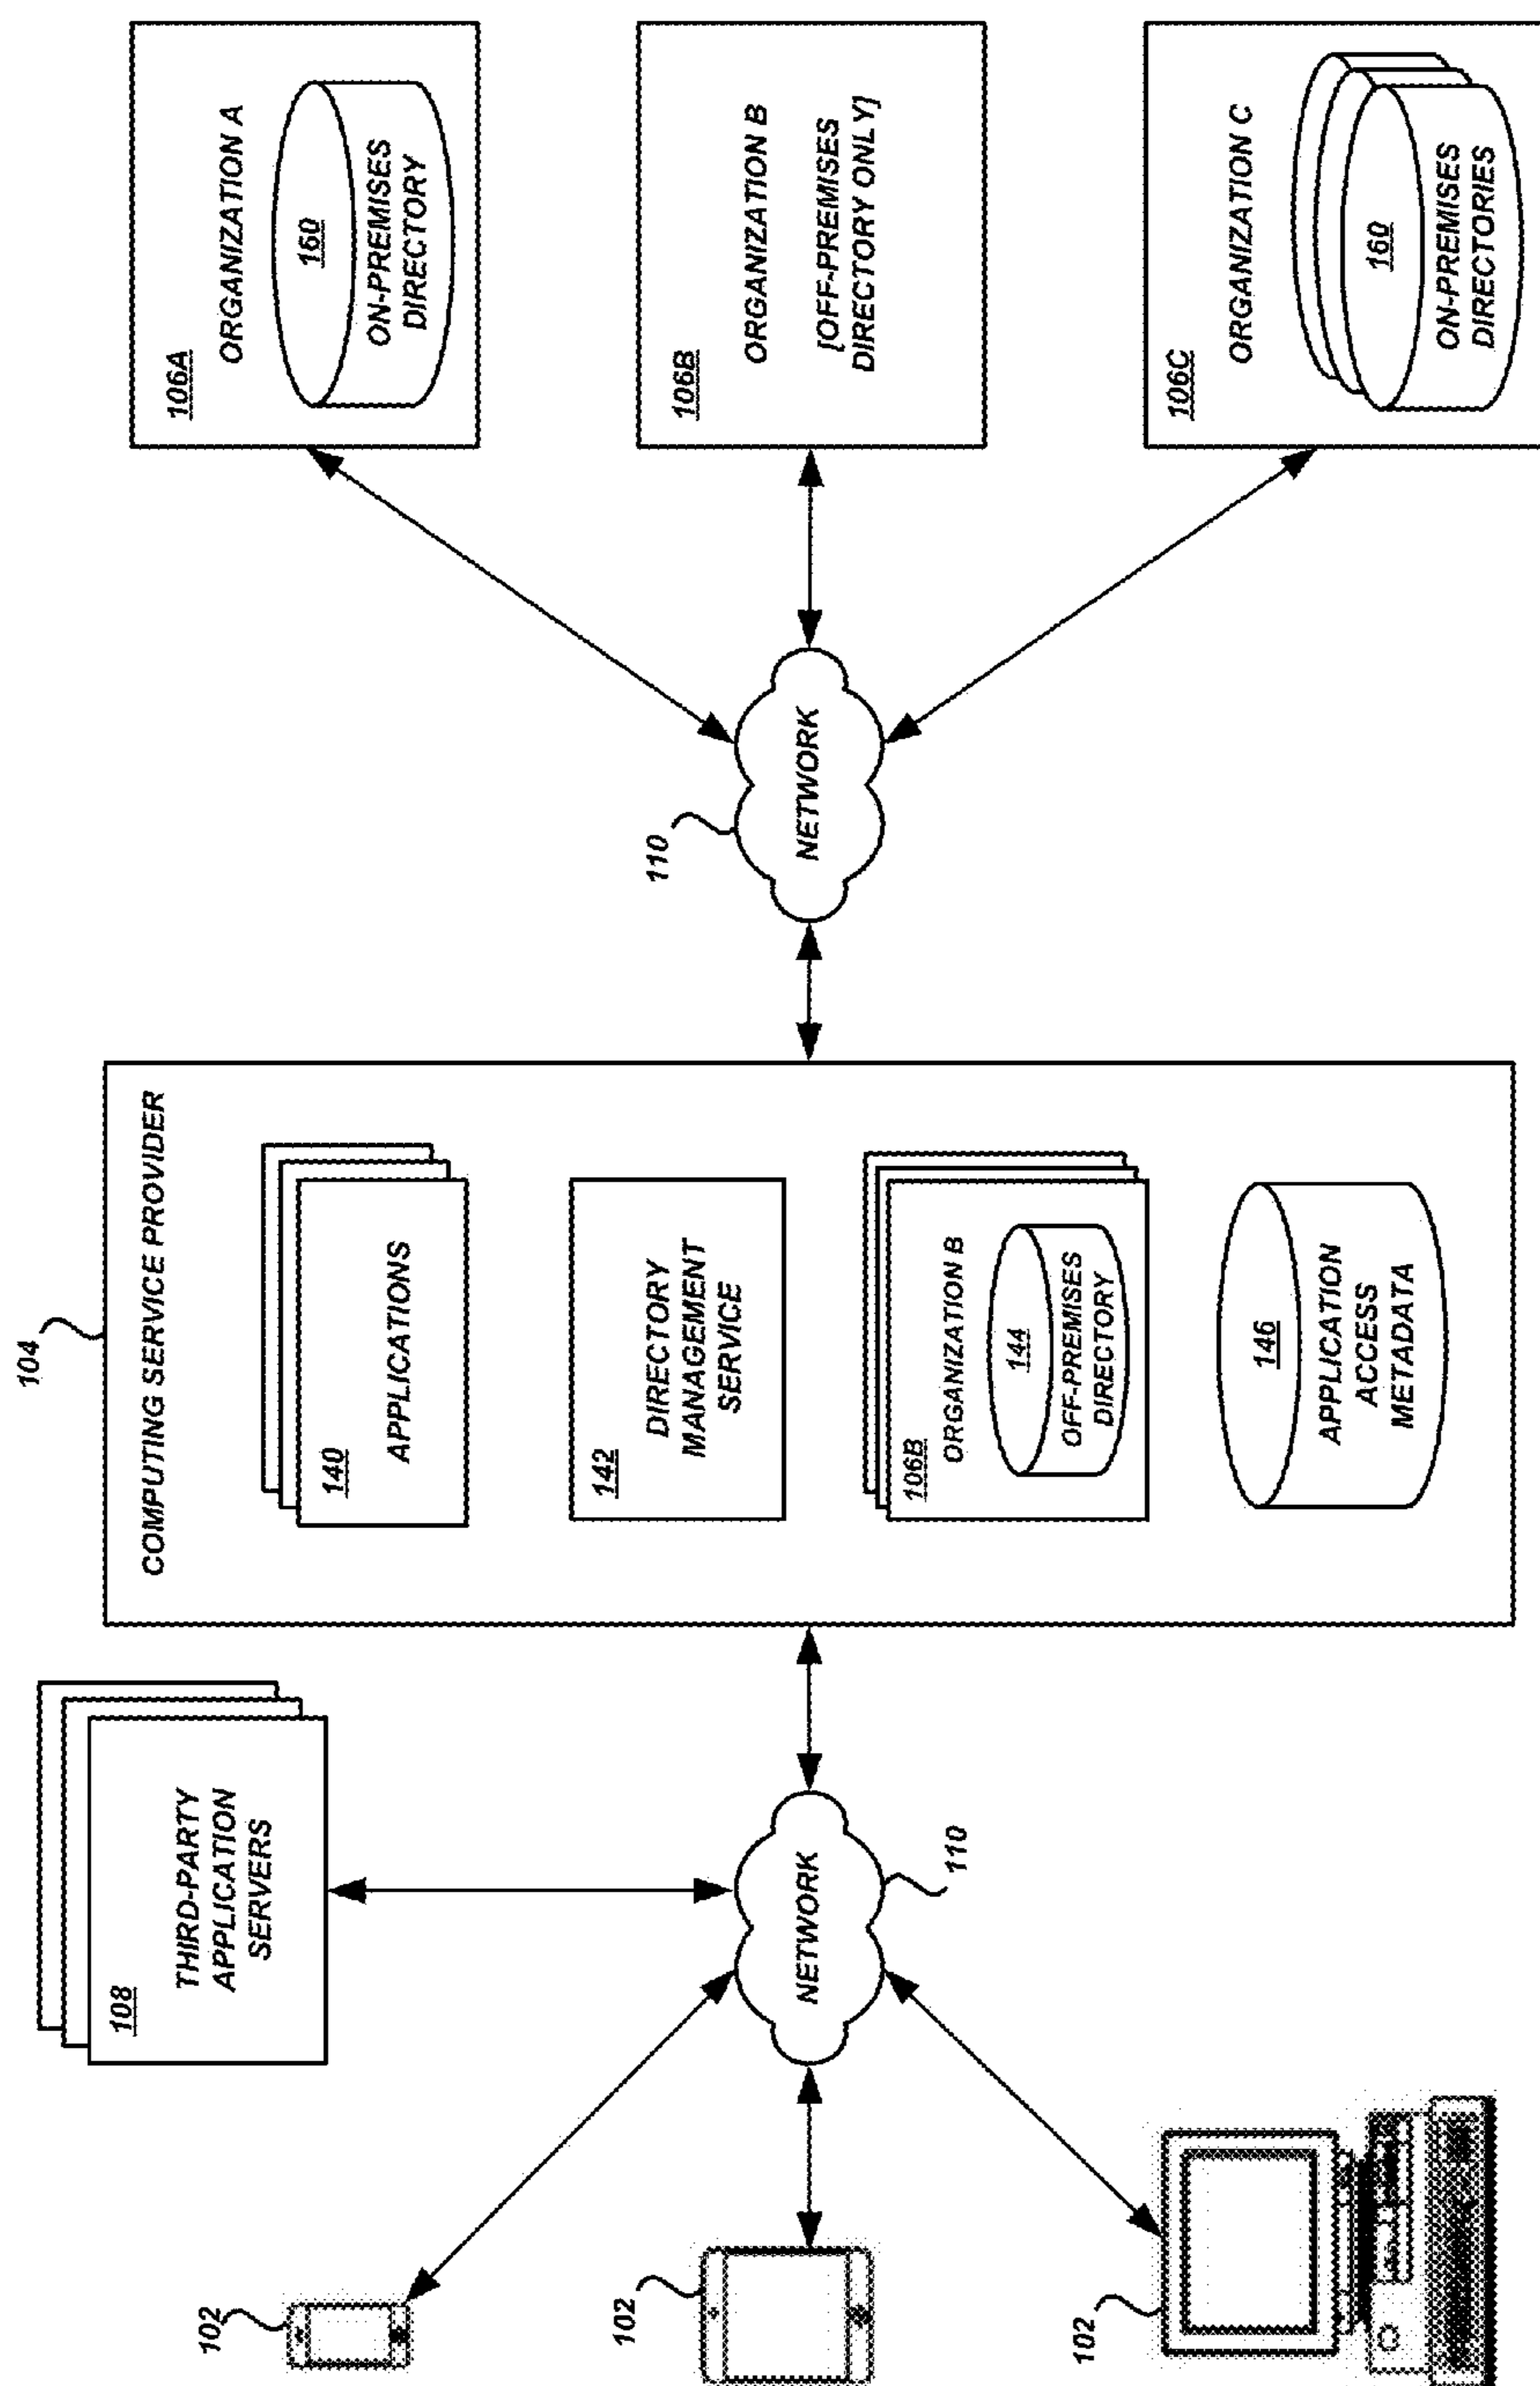 104
COMPUTING SERVICE PROVIDER
140
APPLICATIONS
142
DIRECTORY
MANAGEMENT
SERVICE
106B
ORGANIZATION B
144
OFF-PREMISES
DIRECTORY
146
APPLICATION
ACCESS
METADATA
108
THIRD-PARTY
APPLICATION
SERVERS
102
102
102
NETWORK
110
110
NETWORK
106A
ORGANIZATION A
160
ON-PREMISES
DIRECTORY
106B
ORGANIZATION B
[OFF-PREMISES
DIRECTORY ONLY]
106C
ORGANIZATION C
160
ON-PREMISES
DIRECTORIES